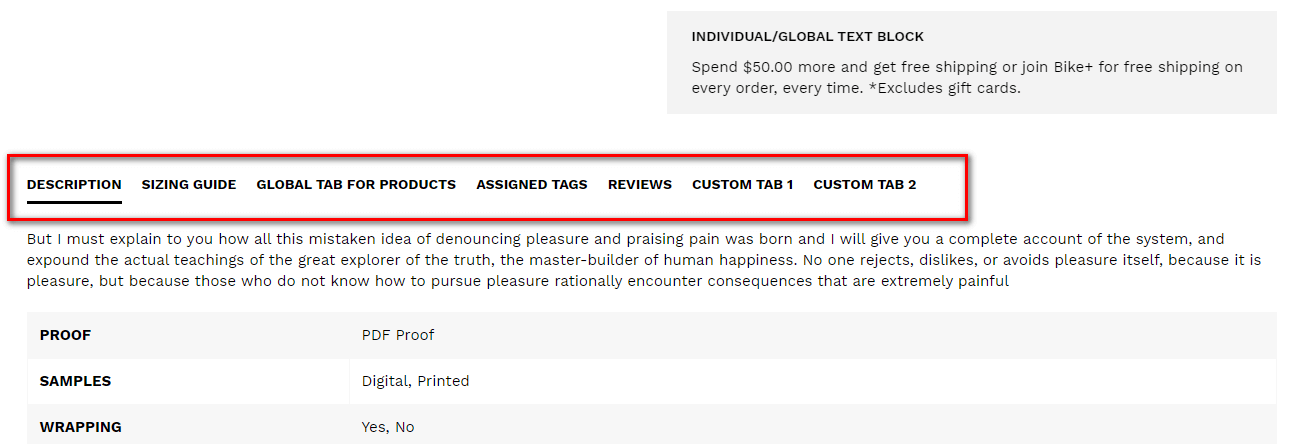 INDIVIDUAL/GLOBAL TEXT BLOCK
Spend $50.00 more and get free shipping or join Bike+ for free shipping on
every order, every time. *Excludes gift cards.
DESCRIPTION SIZING GUIDE GLOBAL TAB FOR PRODUCTS ASSIGNED TAGS REVIEWS CUSTOM TAB 1 CUSTOM TAB 2
But I must explain to you how all this mistaken idea of denouncing pleasure and praising pain was born and I will give you a complete account of the system, and
expound the actual teachings of the great explorer of the truth, the master-builder of human happiness. No one rejects, dislikes, or avoids pleasure itself, because it is
pleasure, but because those who do not know how to pursue pleasure rationally encounter consequences that are extremely painful
PROOF PDF Proof
SAMPLES Digital, Printed
WRAPPING Yes, No